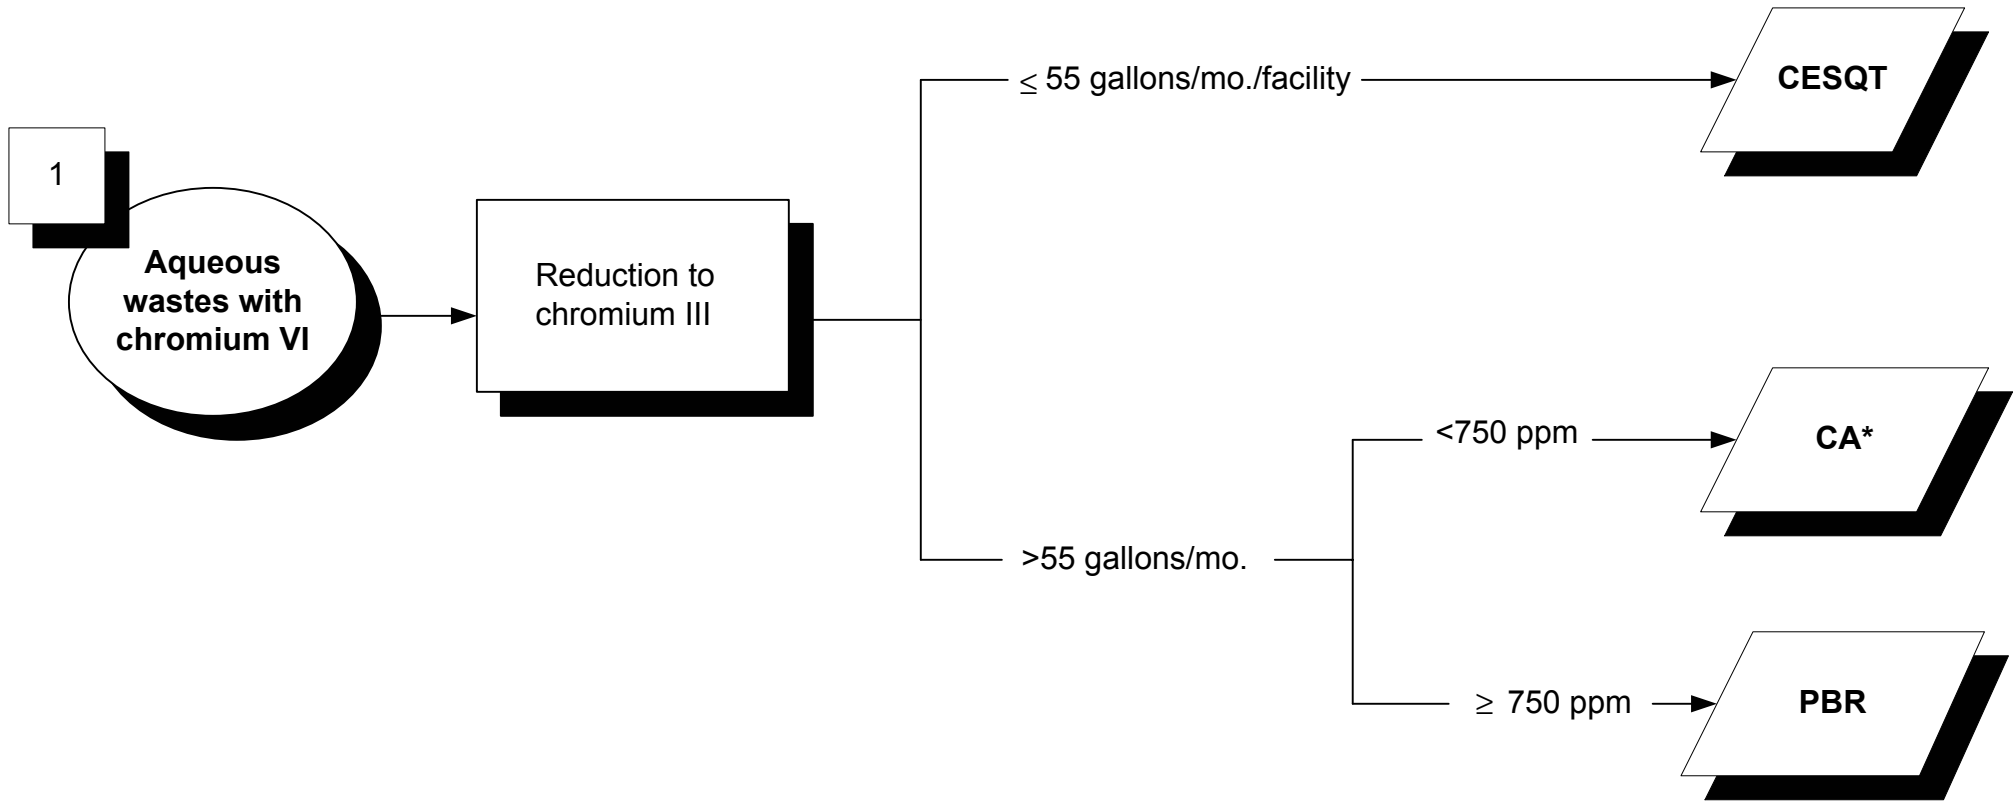 1
Aqueous
wastes with
chromium VI
Reduction to
chromium III
≤ 55 gallons/mo./facility
CESQT
>55 gallons/mo.
<750 ppm
CA*
≥ 750 ppm
PBR